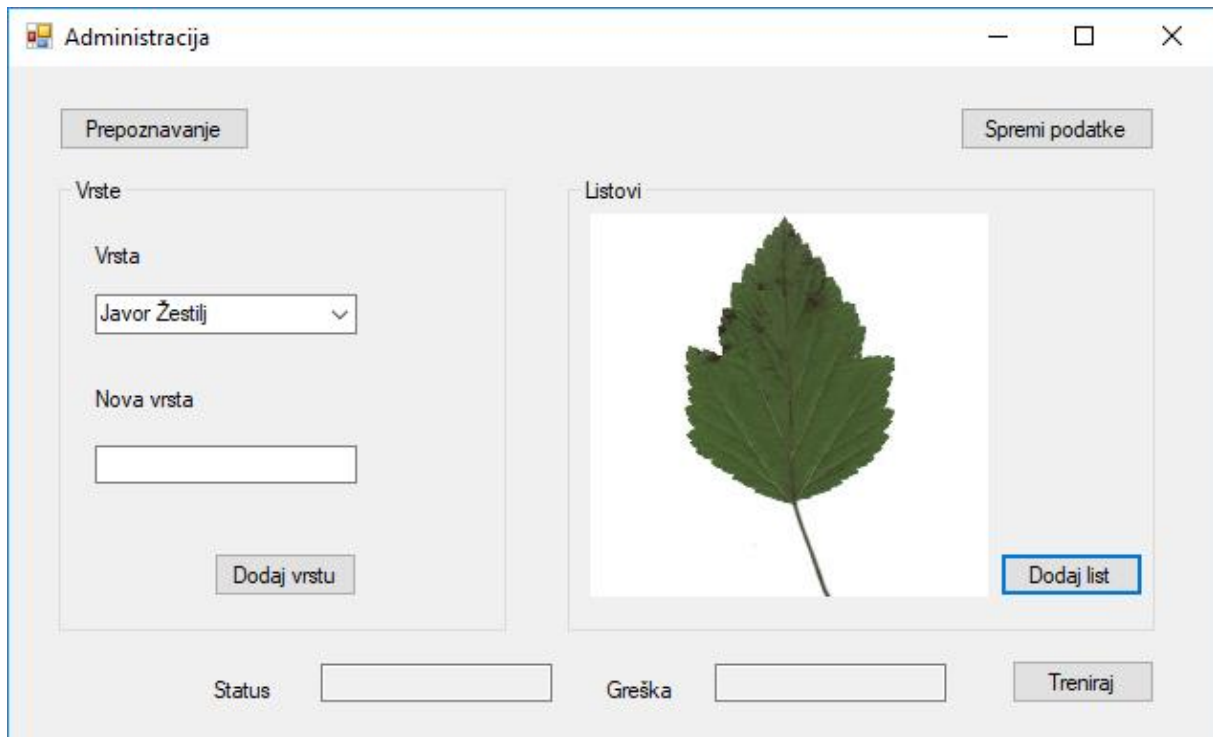 Administracija
Prepoznavanje
Spremi podatke
Vrste
Vrsta
Javor Žestilj
Nova vrsta
Dodaj vrstu
Listovi
Dodaj list
Status
Greška
Treniraj